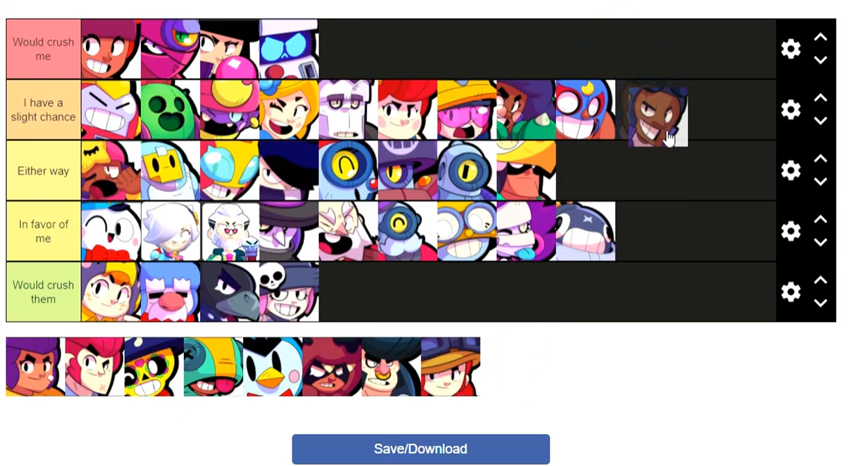 Would crush
me
I have a
slight chance
Either way
In favor of
me
Would crush
them
Save/Download